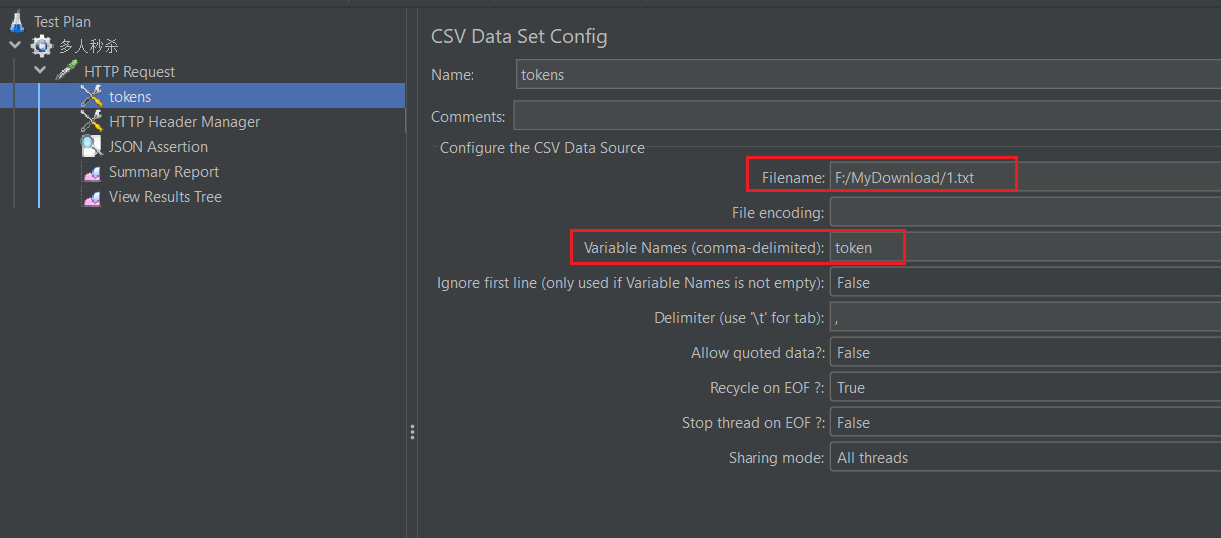 Test Plan
多人秒杀
HTTP Request
tokens
HTTP Header Manager
JSON Assertion
Summary Report
View Results Tree
CSV Data Set Config
Name: tokens
Comments:
Configure the CSV Data Source
Filename: F:/MyDownload/1.txt
File encoding:
Variable Names (comma-delimited): token
Ignore first line (only used if Variable Names is not empty): False
Delimiter (use '\t' for tab): ,
Allow quoted data?: False
Recycle on EOF ?: True
Stop thread on EOF ?: False
Sharing mode: All threads